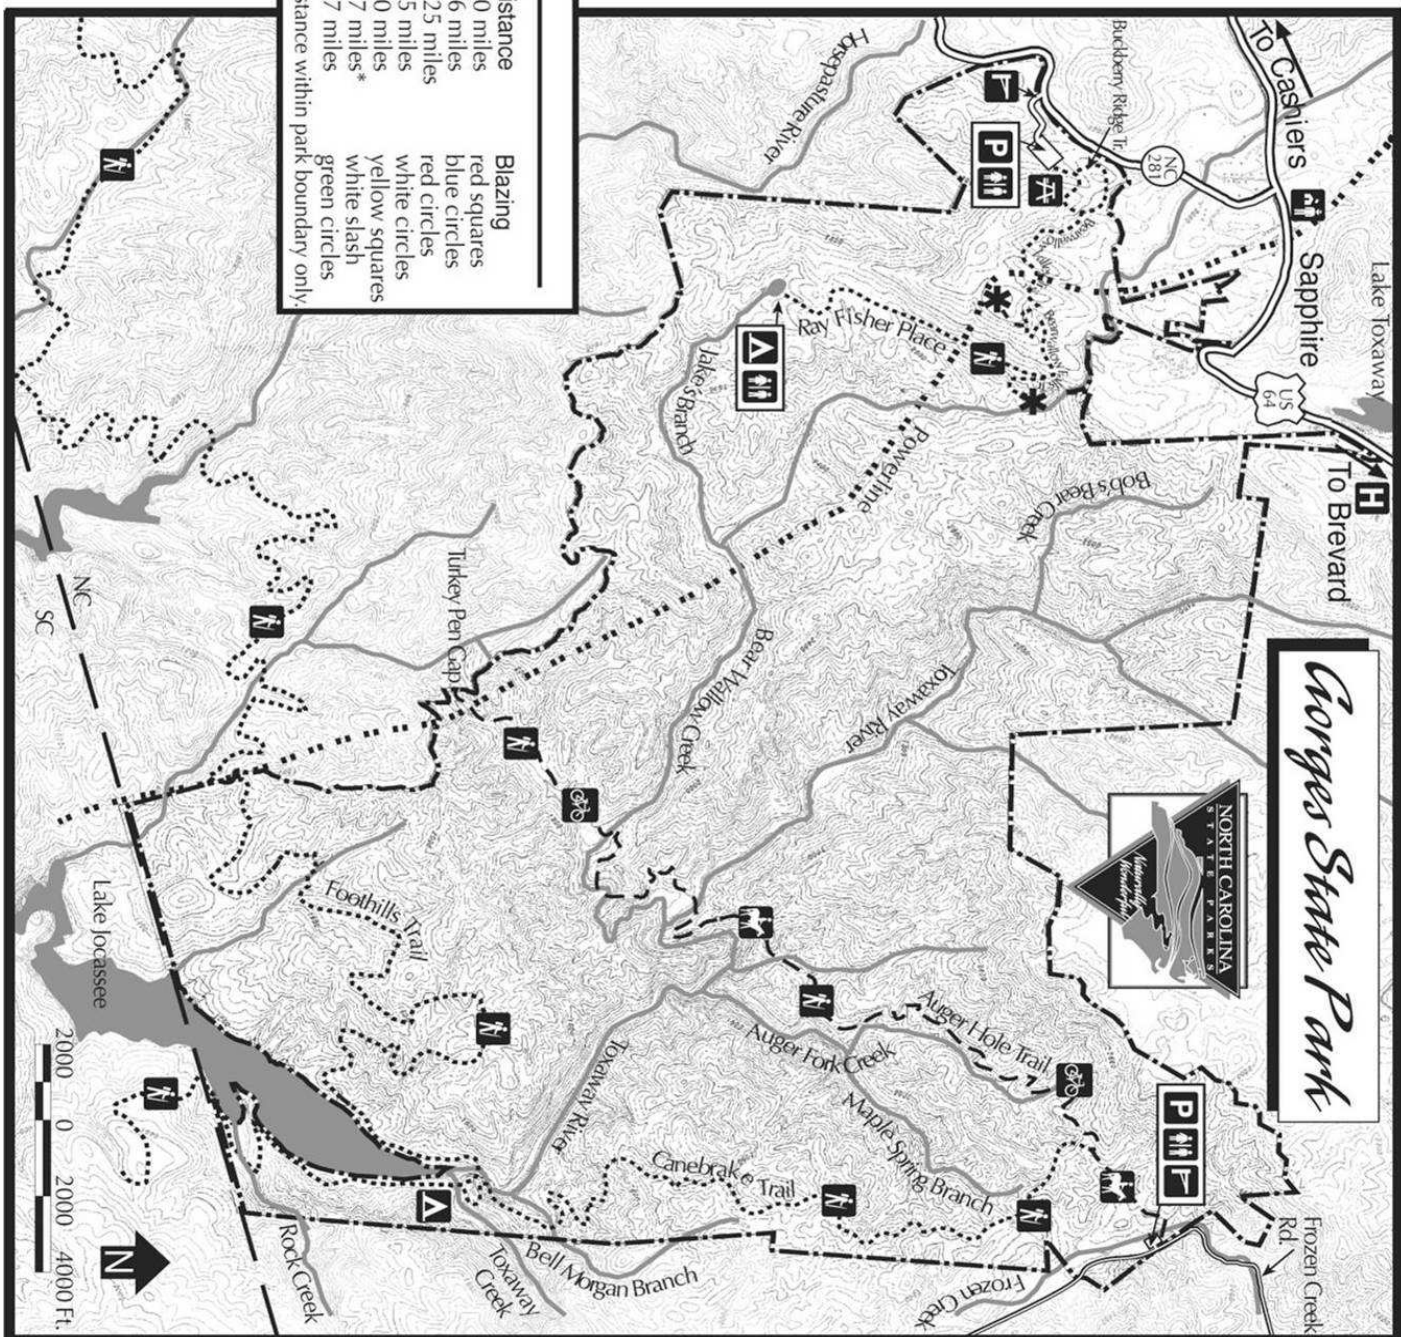 Gorges State Park
NORTH CAROLINA
STATE PARKS
Naturally
Wonderful
To Cashiers
NC
281
Sapphire
Lake Toxaway
US
64
H
To Brevard
Buckberry Ridge Tr.
Horsepasture River
P
Ray Fisher Place
Jake's Branch
Powerline
Bob's Bear Creek
Bear Wallow Creek
Toxaway River
Turkey Pen Gap
NC
SC
Auger Hole Trail
Auger Fork Creek
Maple Spring Branch
P
Frozen Creek
Rd.
Frozen Creek
Foothills Trail
Lake Jocassee
Toxaway River
Canebrake Trail
Bell Morgan Branch
Toxaway
Creek
Rock Creek
N
2000 0 2000 4000 Ft.
istance Blazing
0 miles red squares
6 miles blue circles
25 miles red circles
5 miles white circles
0 miles yellow squares
7 miles* white slash
7 miles green circles
stance within park boundary only.